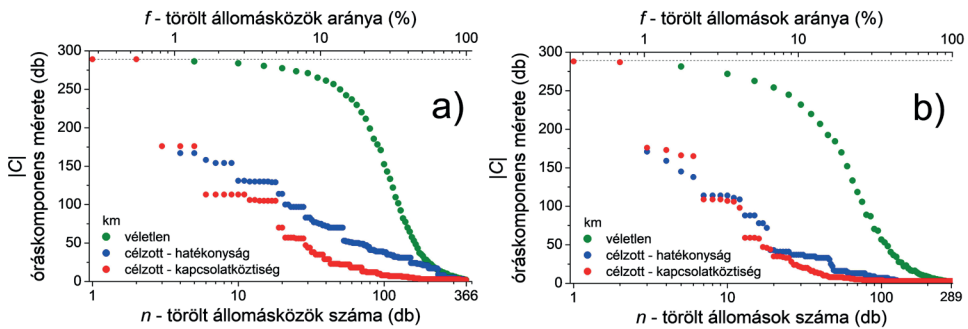 f - törölt állomásközök aránya (%)
1 10 100
300
250
200
150
100
50
0
|C|
óráskomponens mérete (db)
a)
km
véletlen
célzott - hatékonyság
célzott - kapcsolatköztiség
1 10 100 366
n - törölt állomásközök száma (db)
f - törölt állomások aránya (%)
1 10 100
300
250
200
150
100
50
0
|C|
óráskomponens mérete (db)
b)
km
véletlen
célzott - hatékonyság
célzott - kapcsolatköztiség
1 10 100 289
n - törölt állomások száma (db)